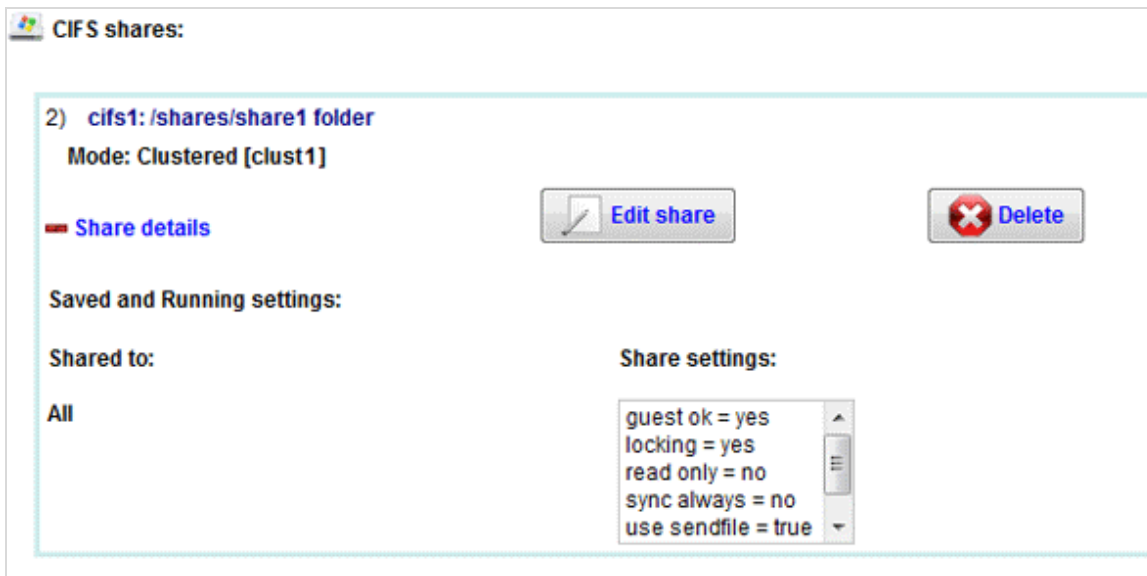 CIFS shares:
2) cifs1: /shares/share1 folder
Mode: Clustered [clust1]
Share details
Edit share
Delete
Saved and Running settings:
Shared to:
Share settings:
All
guest ok = yes
locking = yes
read only = no
sync always = no
use sendfile = true